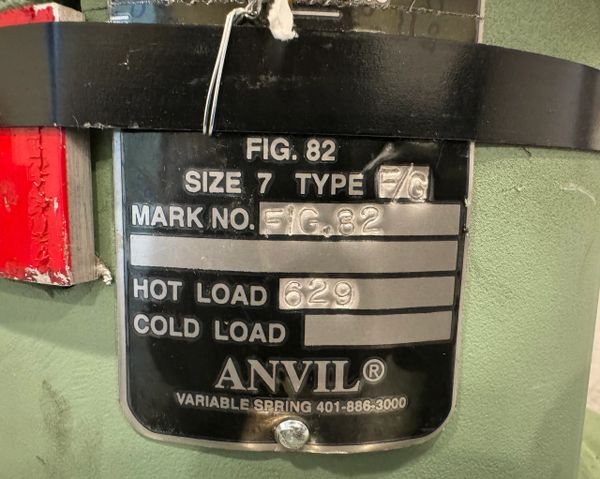 FIG. 82
SIZE 7 TYPE F/G
MARK NO. FIG.82
HOT LOAD 629
COLD LOAD
ANVIL®
VARIABLE SPRING 401-886-3000